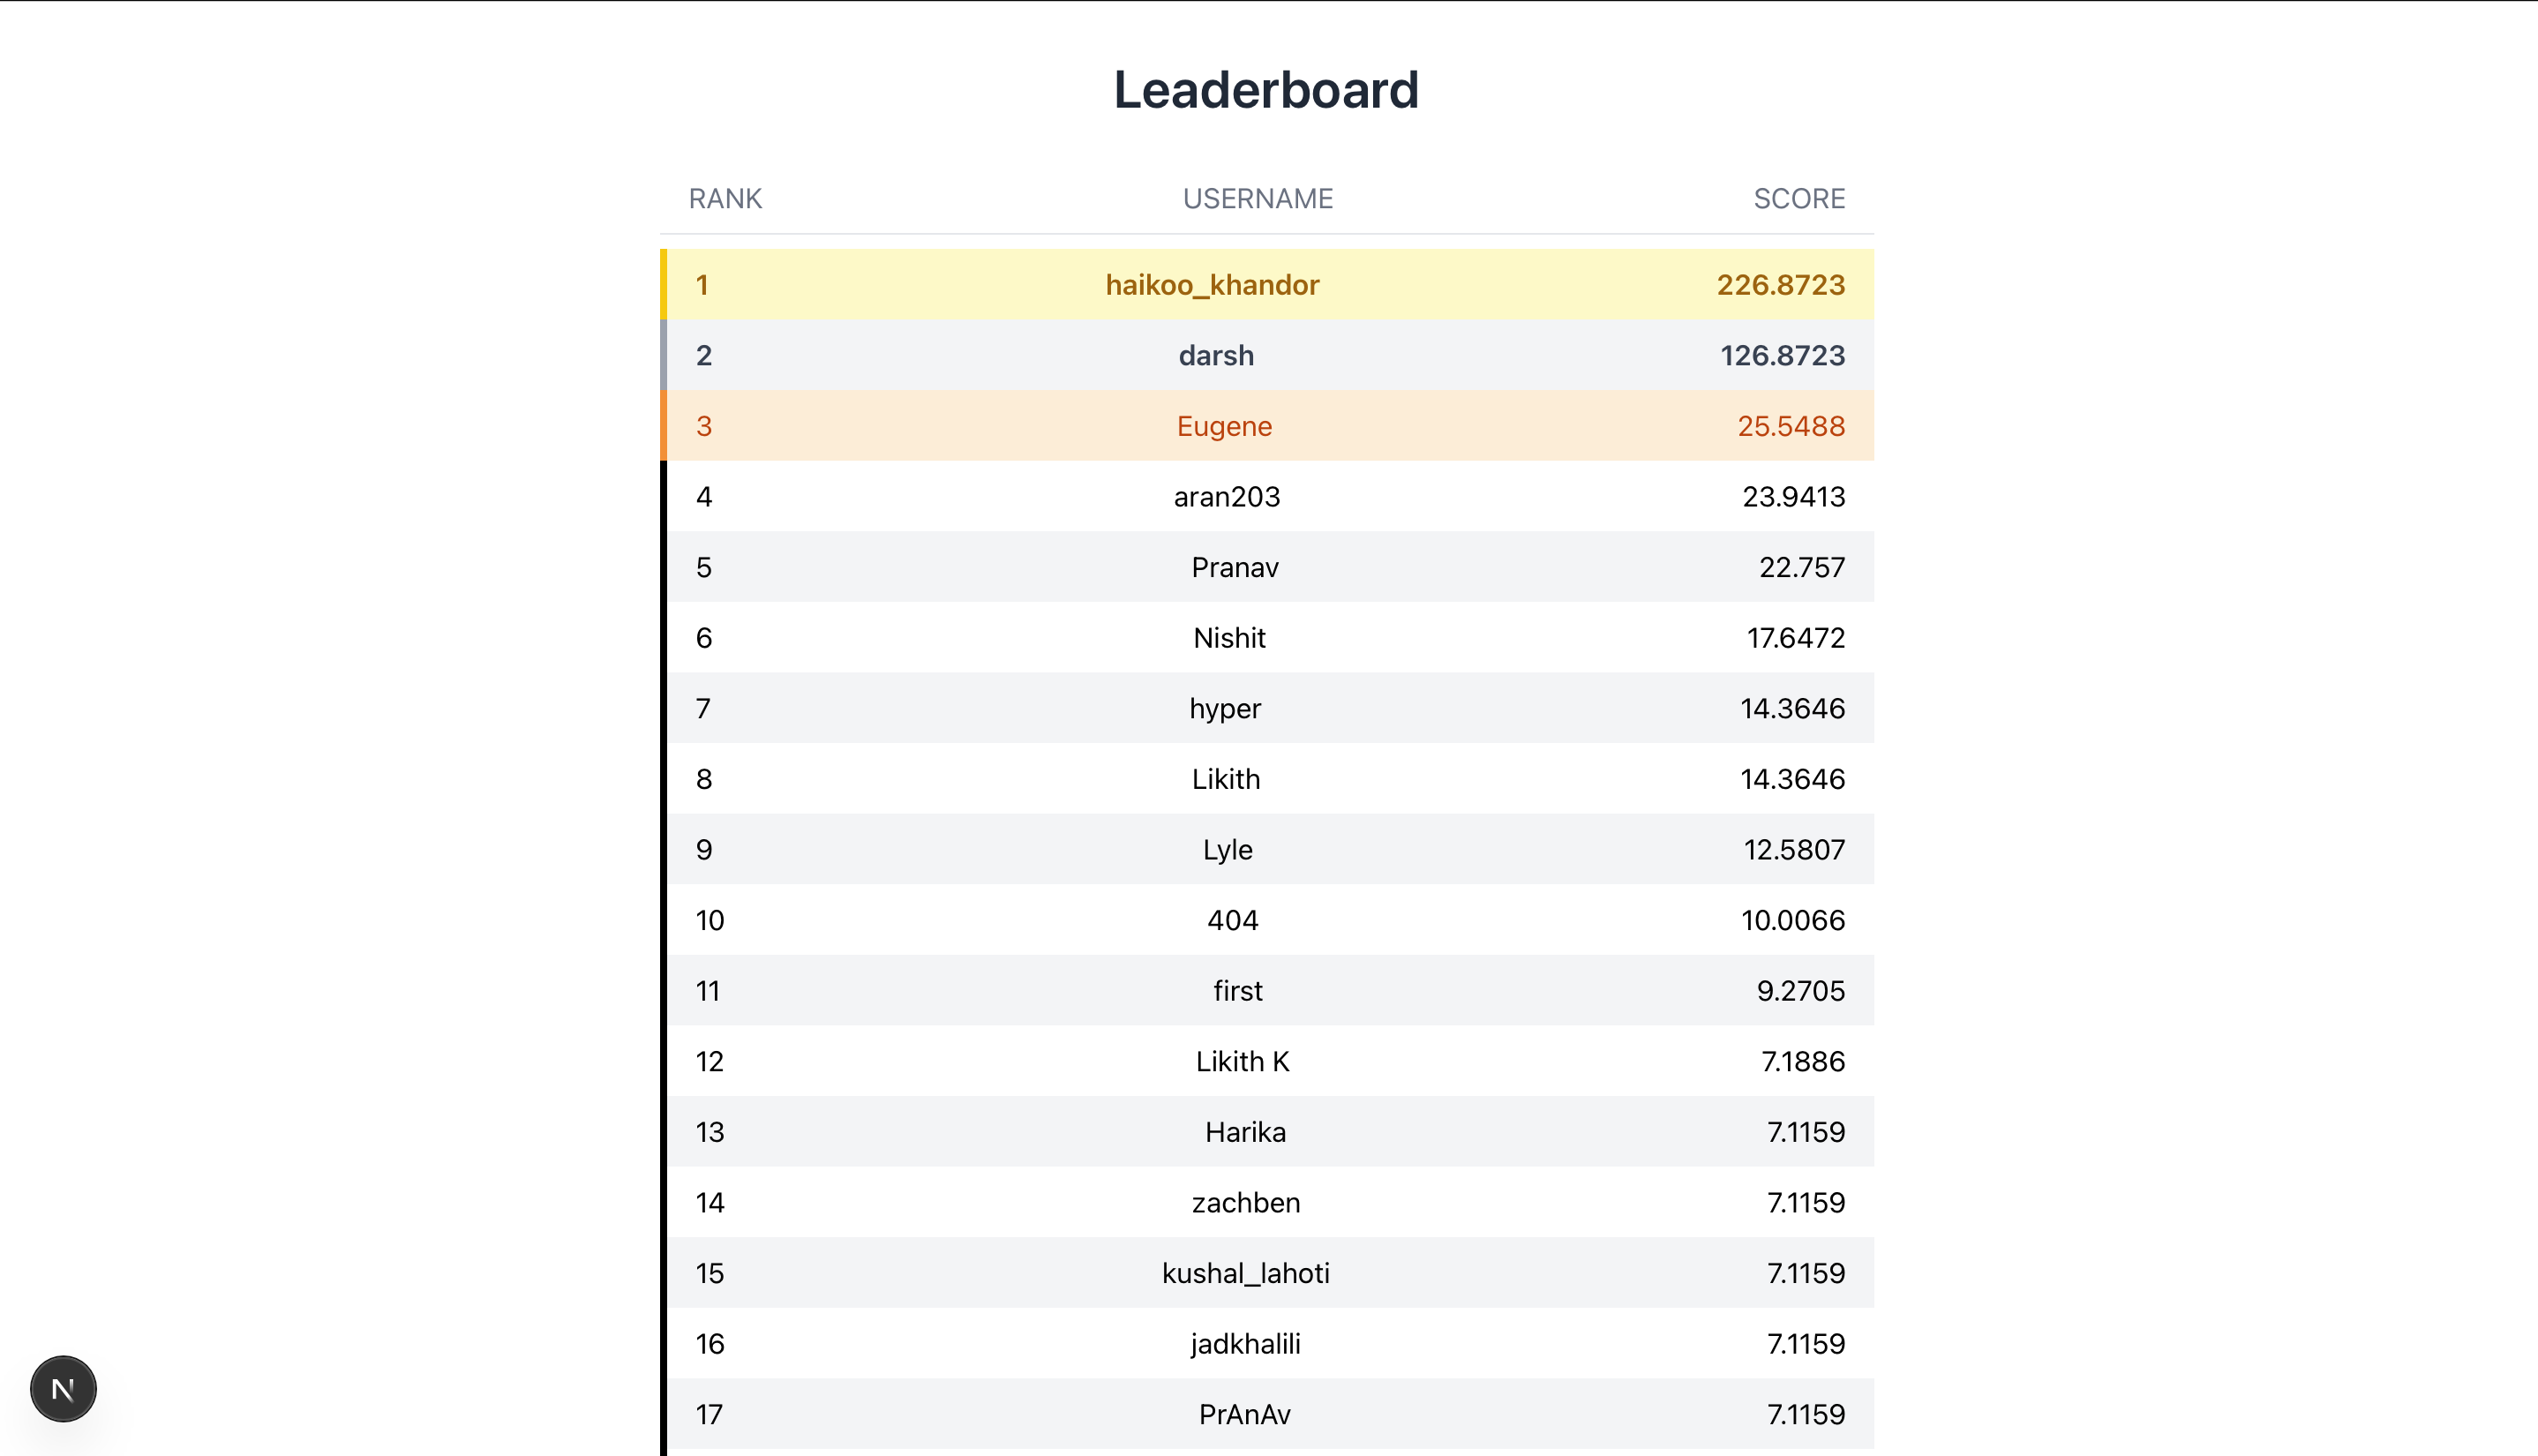 Leaderboard
RANK USERNAME SCORE
1 haikoo_khandor 226.8723
2 darsh 126.8723
3 Eugene 25.5488
4 aran203 23.9413
5 Pranav 22.757
6 Nishit 17.6472
7 hyper 14.3646
8 Likith 14.3646
9 Lyle 12.5807
10 404 10.0066
11 first 9.2705
12 Likith K 7.1886
13 Harika 7.1159
14 zachben 7.1159
15 kushal_lahoti 7.1159
16 jadkhalili 7.1159
17 PrAnAv 7.1159
N